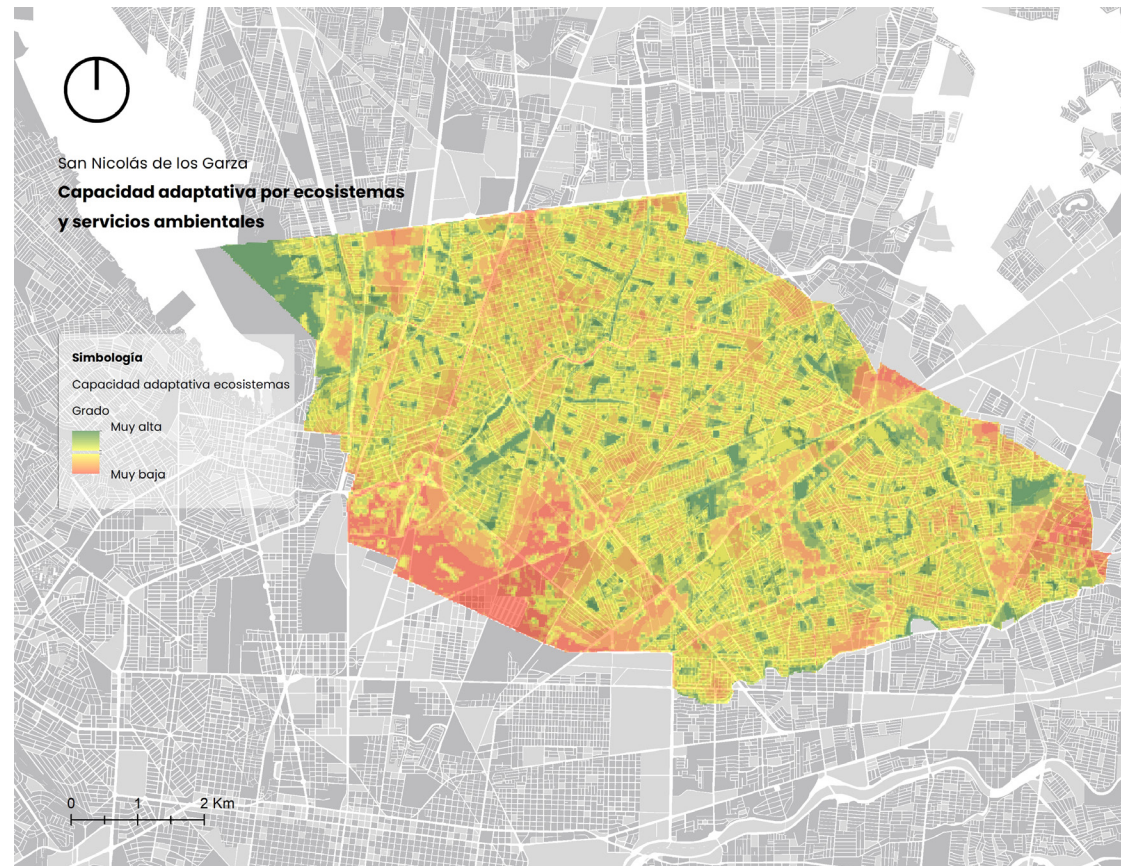 San Nicolás de los Garza
Capacidad adaptativa por ecosistemas
y servicios ambientales
Simbología
Capacidad adaptativa ecosistemas
Grado
Muy alta
Muy baja
0 1 2 Km